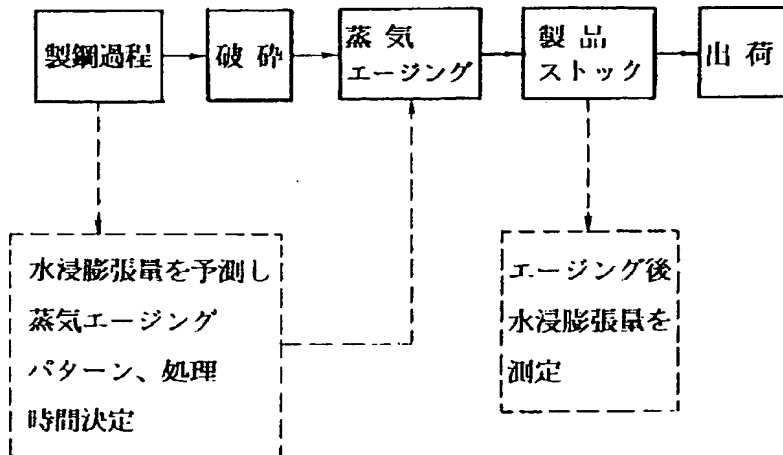 製鋼過程
破砕
蒸気
エージング
製品
ストック
出荷
水浸膨張量を予測し
蒸気エージング
パターン、処理
時間決定
エージング後
水浸膨張量を
測定